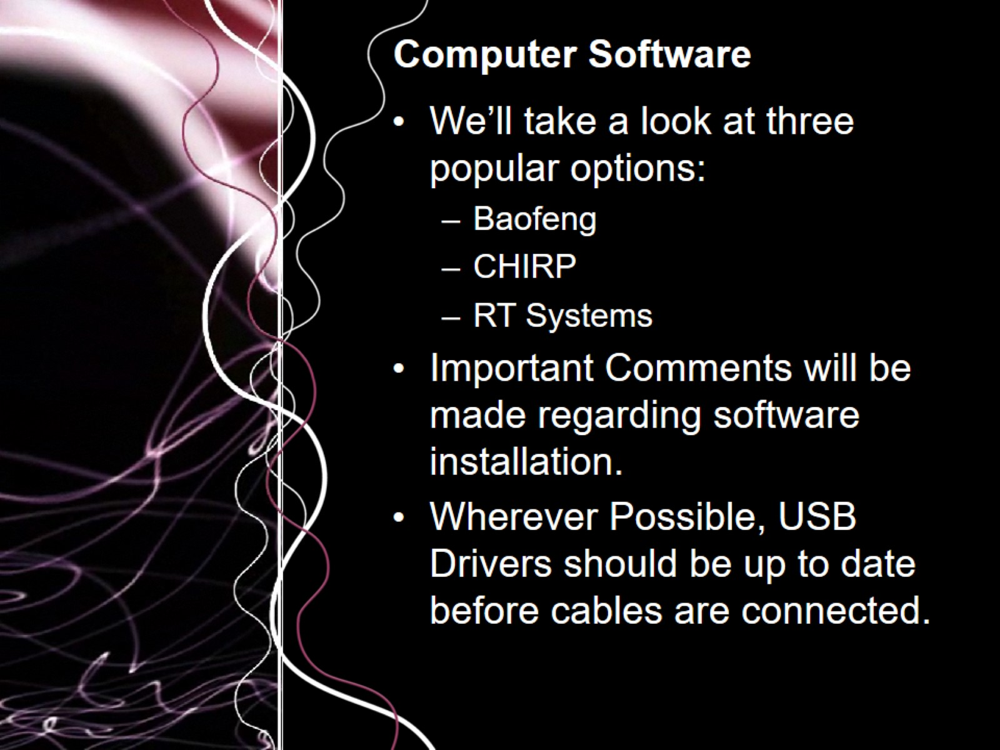 Computer Software
• We’ll take a look at three
popular options:
– Baofeng
– CHIRP
– RT Systems
• Important Comments will be
made regarding software
installation.
• Wherever Possible, USB
Drivers should be up to date
before cables are connected.